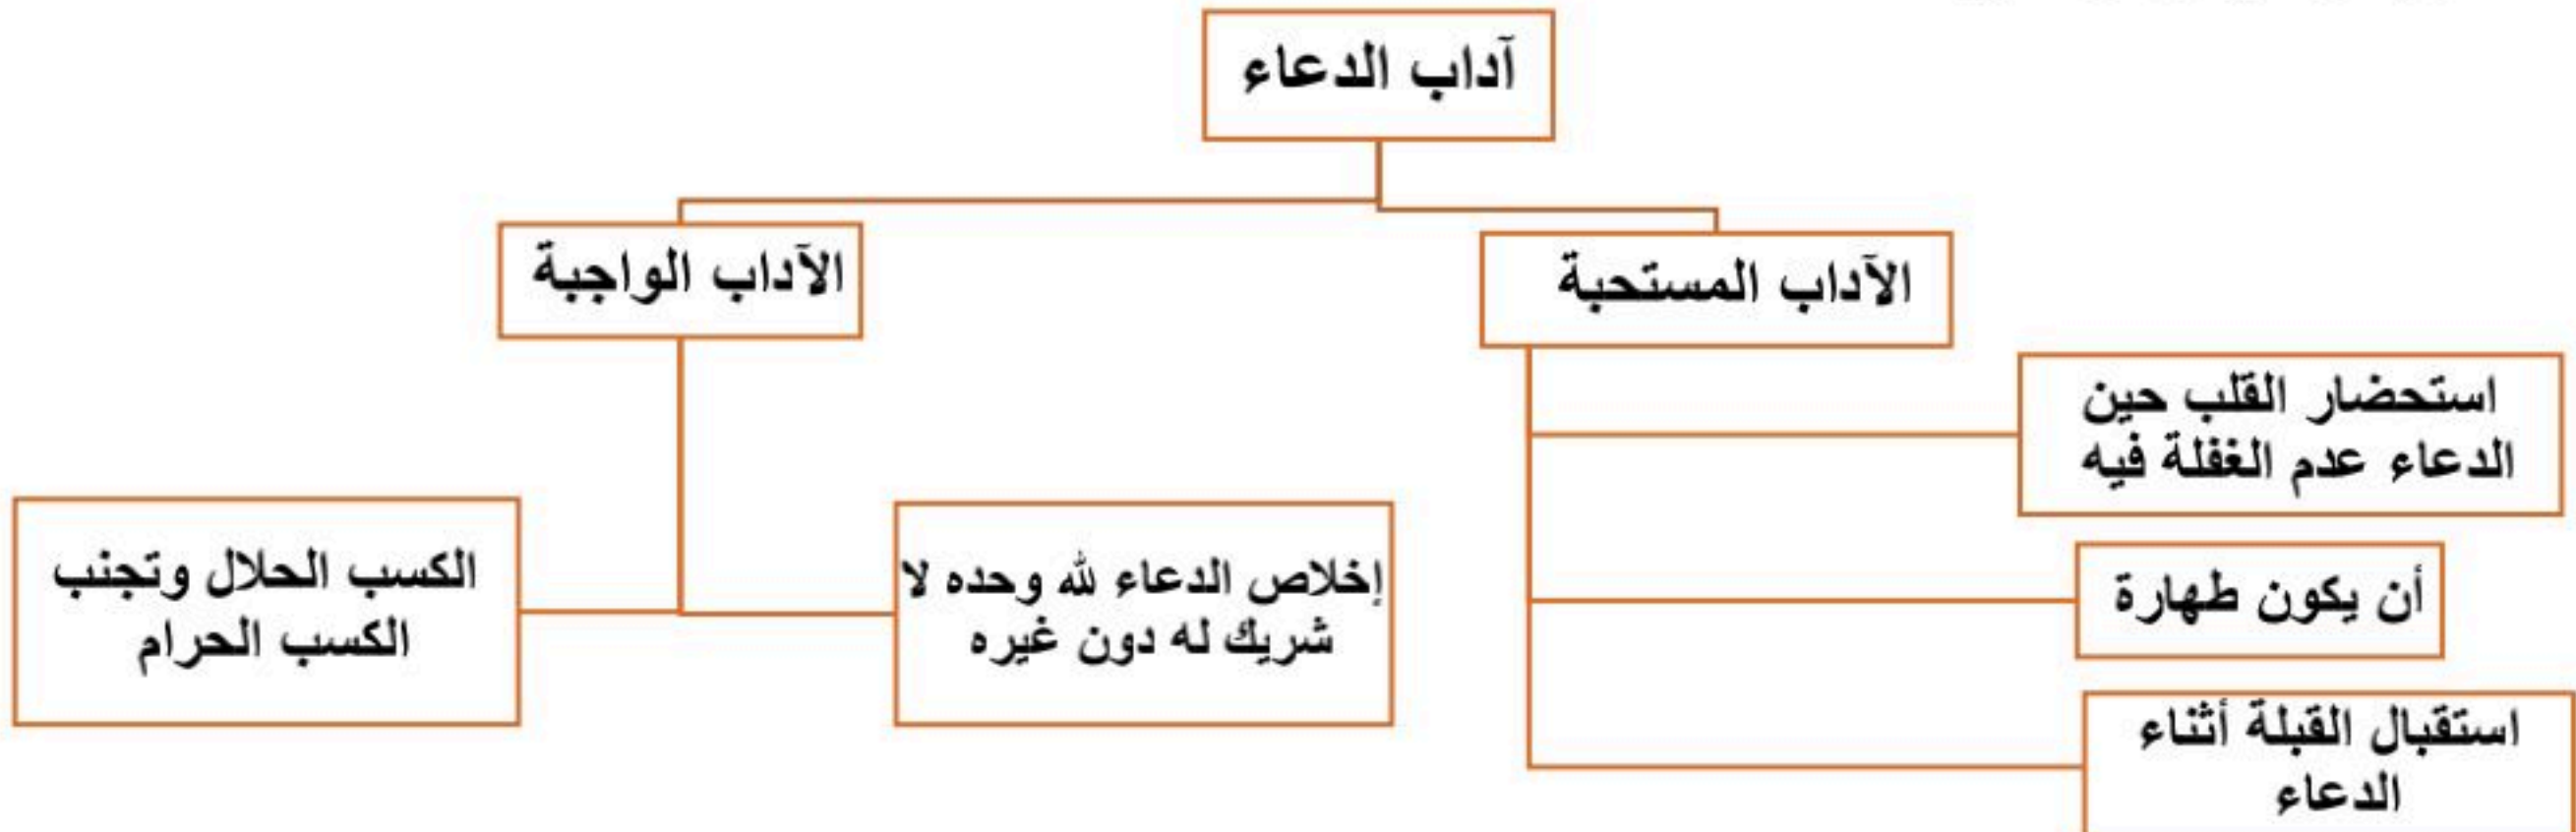 آداب الدعاء
الآداب المستحبة
استحضار القلب حين
الدعاء عدم الغفلة فيه
أن يكون طهارة
استقبال القبلة أثناء
الدعاء
الآداب الواجبة
إخلاص الدعاء لله وحده لا
شريك له دون غيره
الكسب الحلال وتجنب
الكسب الحرام